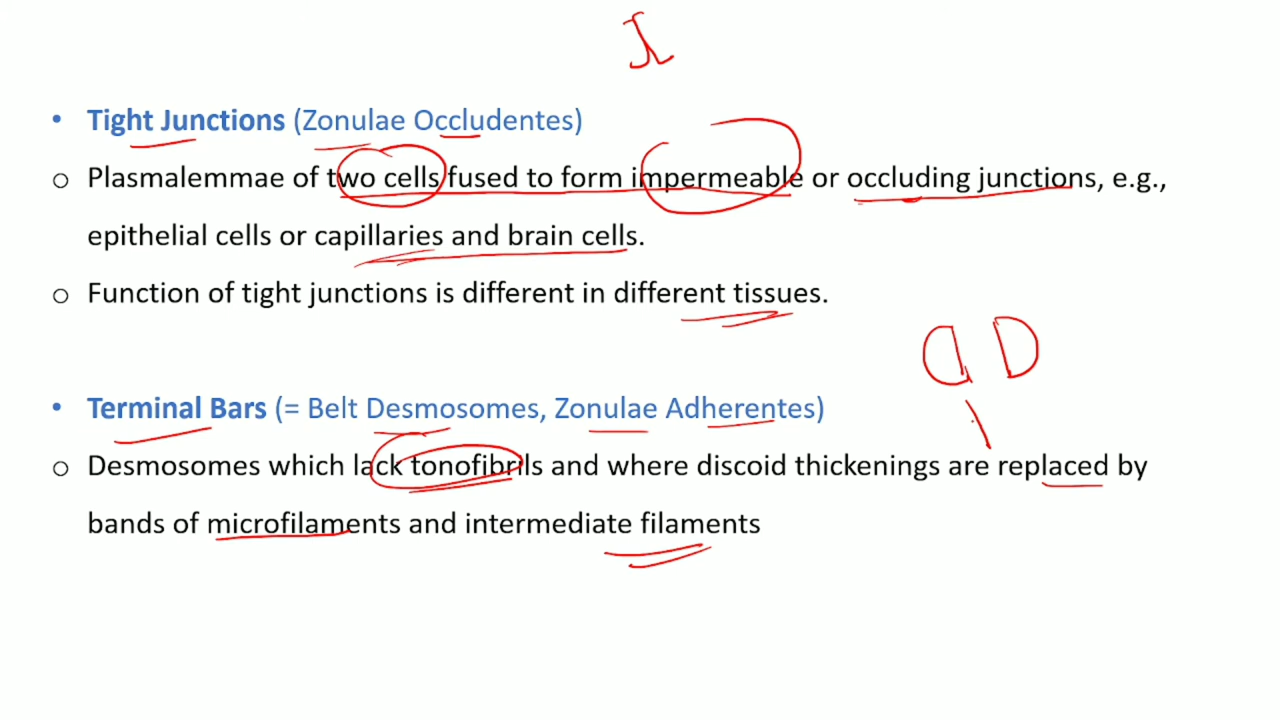 • Tight Junctions (Zonulae Occludentes)
o Plasmalemmae of two cells fused to form impermeable or occluding junctions, e.g.,
epithelial cells or capillaries and brain cells.
o Function of tight junctions is different in different tissues.
• Terminal Bars (= Belt Desmosomes, Zonulae Adherentes)
o Desmosomes which lack tonofibrils and where discoid thickenings are replaced by
bands of microfilaments and intermediate filaments